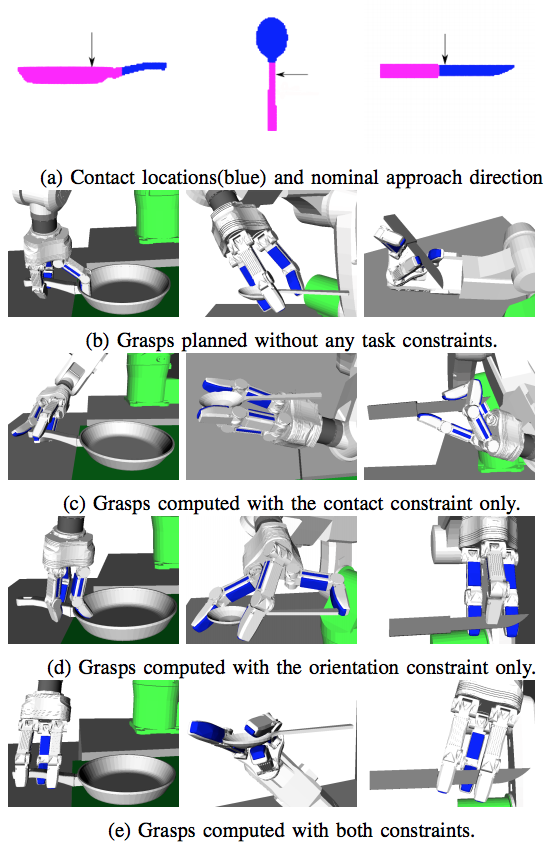 (a) Contact locations(blue) and nominal approach direction
(b) Grasps planned without any task constraints.
(c) Grasps computed with the contact constraint only.
(d) Grasps computed with the orientation constraint only.
(e) Grasps computed with both constraints.